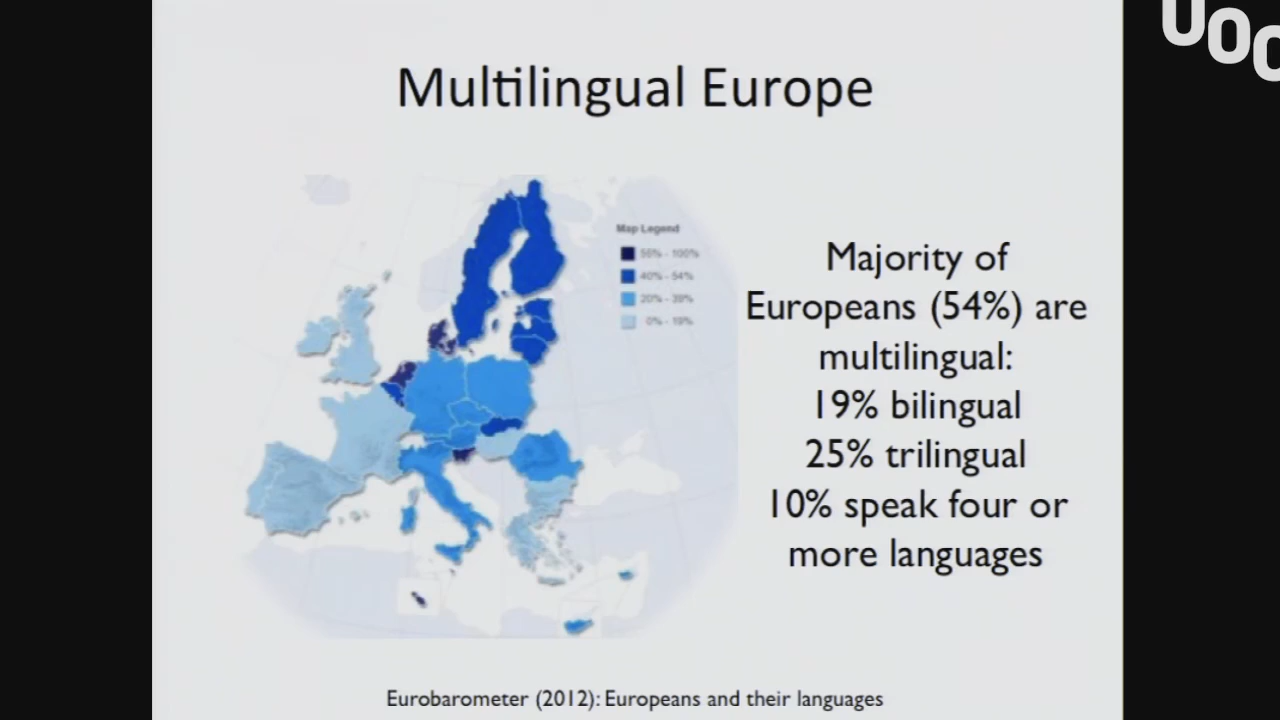 UOC
Multilingual Europe
Map Legend
55% - 100%
40% - 54%
20% - 39%
0% - 19%
Majority of
Europeans (54%) are
multilingual:
19% bilingual
25% trilingual
10% speak four or
more languages
Eurobarometer (2012): Europeans and their languages